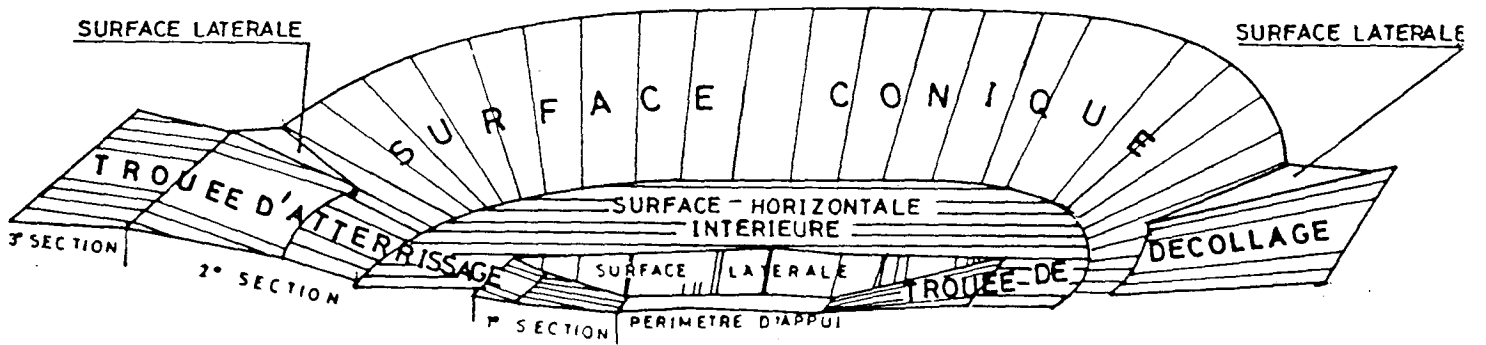 SURFACE LATERALE
SURFACE LATERALE
SURFACE CONIQUE
TROUEE D'ATTERRISSAGE
SURFACE HORIZONTALE
INTERIEURE
DECOLLAGE
SURFACE LATERALE
TROUEE-DE
3e SECTION
2e SECTION
1e SECTION
PERIMETRE D'APPUI